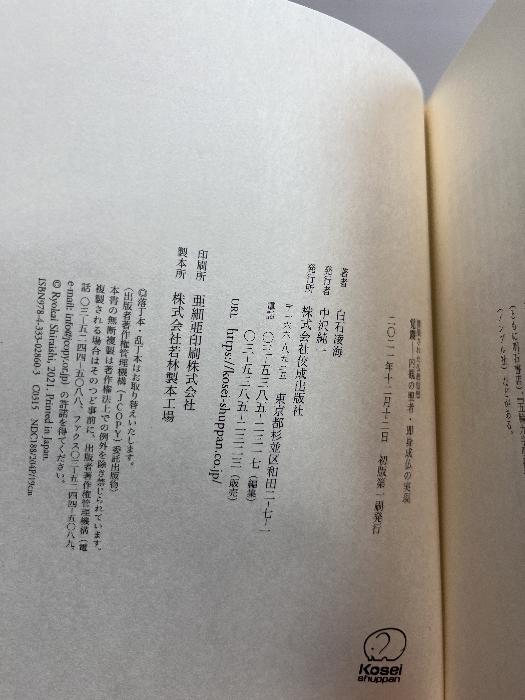 覚鑁―内観の聖者・即身成仏の実現
二〇二一年十二月十二日　初版第一刷発行
著者　白石凌海
発行者　中沢純一
発行所　株式会社佼成出版社
〒一六六-八五三五　東京都杉並区和田二-七-一
電話　〇三-五三八五-二三一七（編集）
〇三-五三八五-二三二三（販売）
URL https://kosei-shuppan.co.jp/
印刷所　亜細亜印刷株式会社
製本所　株式会社若林製本工場
◎落丁本・乱丁本はお取り替えいたします。
〈出版者著作権管理機構（JCOPY）委託出版物〉
本書の無断複製は著作権法上での例外を除き禁じられています。
複製される場合はそのつど事前に、出版者著作権管理機構（電
話 〇三-五二四四-五〇八八、ファクス〇三-五二四四-五〇八九、
e-mail: info@jcopy.or.jp）の許諾を得てください。
© Ryokai Shiraishi, 2021. Printed in Japan.
ISBN978-4-333-02860-3 C0315 NDC188/264P/19cm
Kosei
shuppan